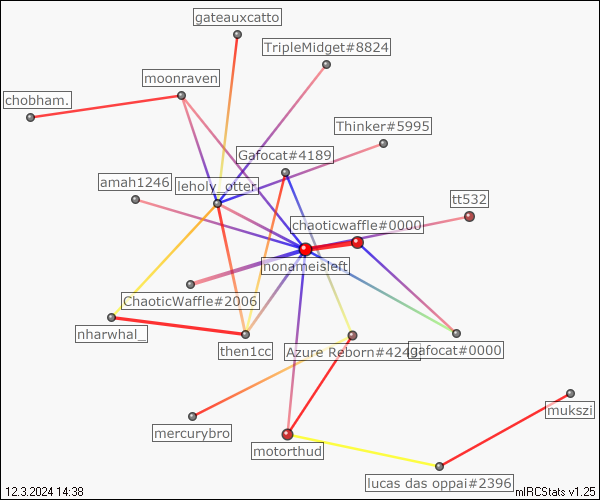 gateauxcatto
TripleMidget#8824
moonraven
chobham.
Thinker#5995
Gafocat#4189
amah1246
leholy_otter
tt532
chaoticwaffle#0000
nonameisleft
ChaoticWaffle#2006
nharwhal_
then1cc
Azure Reborn#424
gafocat#0000
mukszi
mercurybro
motorthud
lucas das oppai#2396
12.3.2024 14:38
mIRCStats v1.25